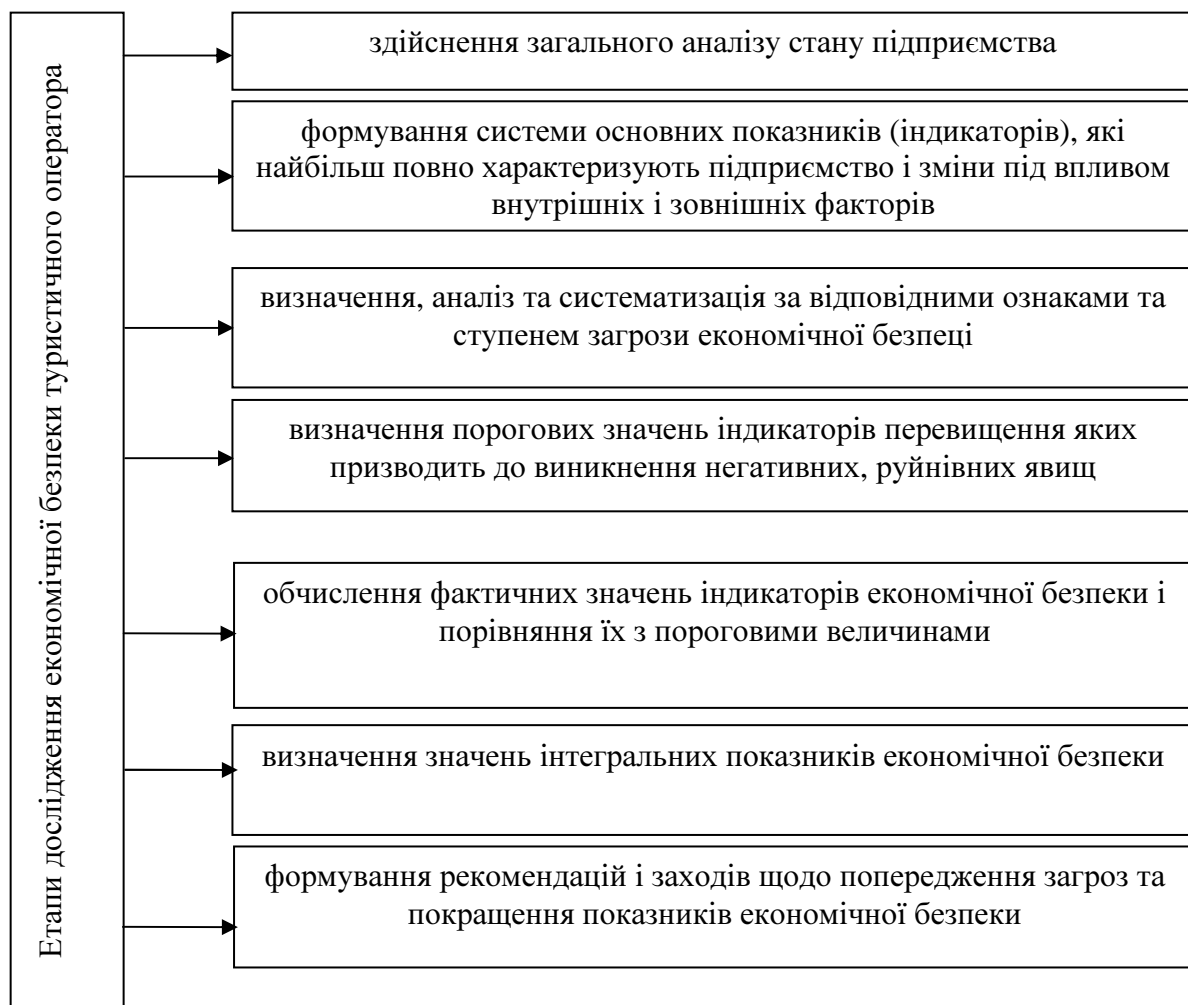 Етапи дослідження економічної безпеки туристичного оператора
здійснення загального аналізу стану підприємства
формування системи основних показників (індикаторів), які
найбільш повно характеризують підприємство і зміни під впливом
внутрішніх і зовнішніх факторів
визначення, аналіз та систематизація за відповідними ознаками та
ступенем загрози економічної безпеці
визначення порогових значень індикаторів перевищення яких
призводить до виникнення негативних, руйнівних явищ
обчислення фактичних значень індикаторів економічної безпеки і
порівняння їх з пороговими величинами
визначення значень інтегральних показників економічної безпеки
формування рекомендацій і заходів щодо попередження загроз та
покращення показників економічної безпеки